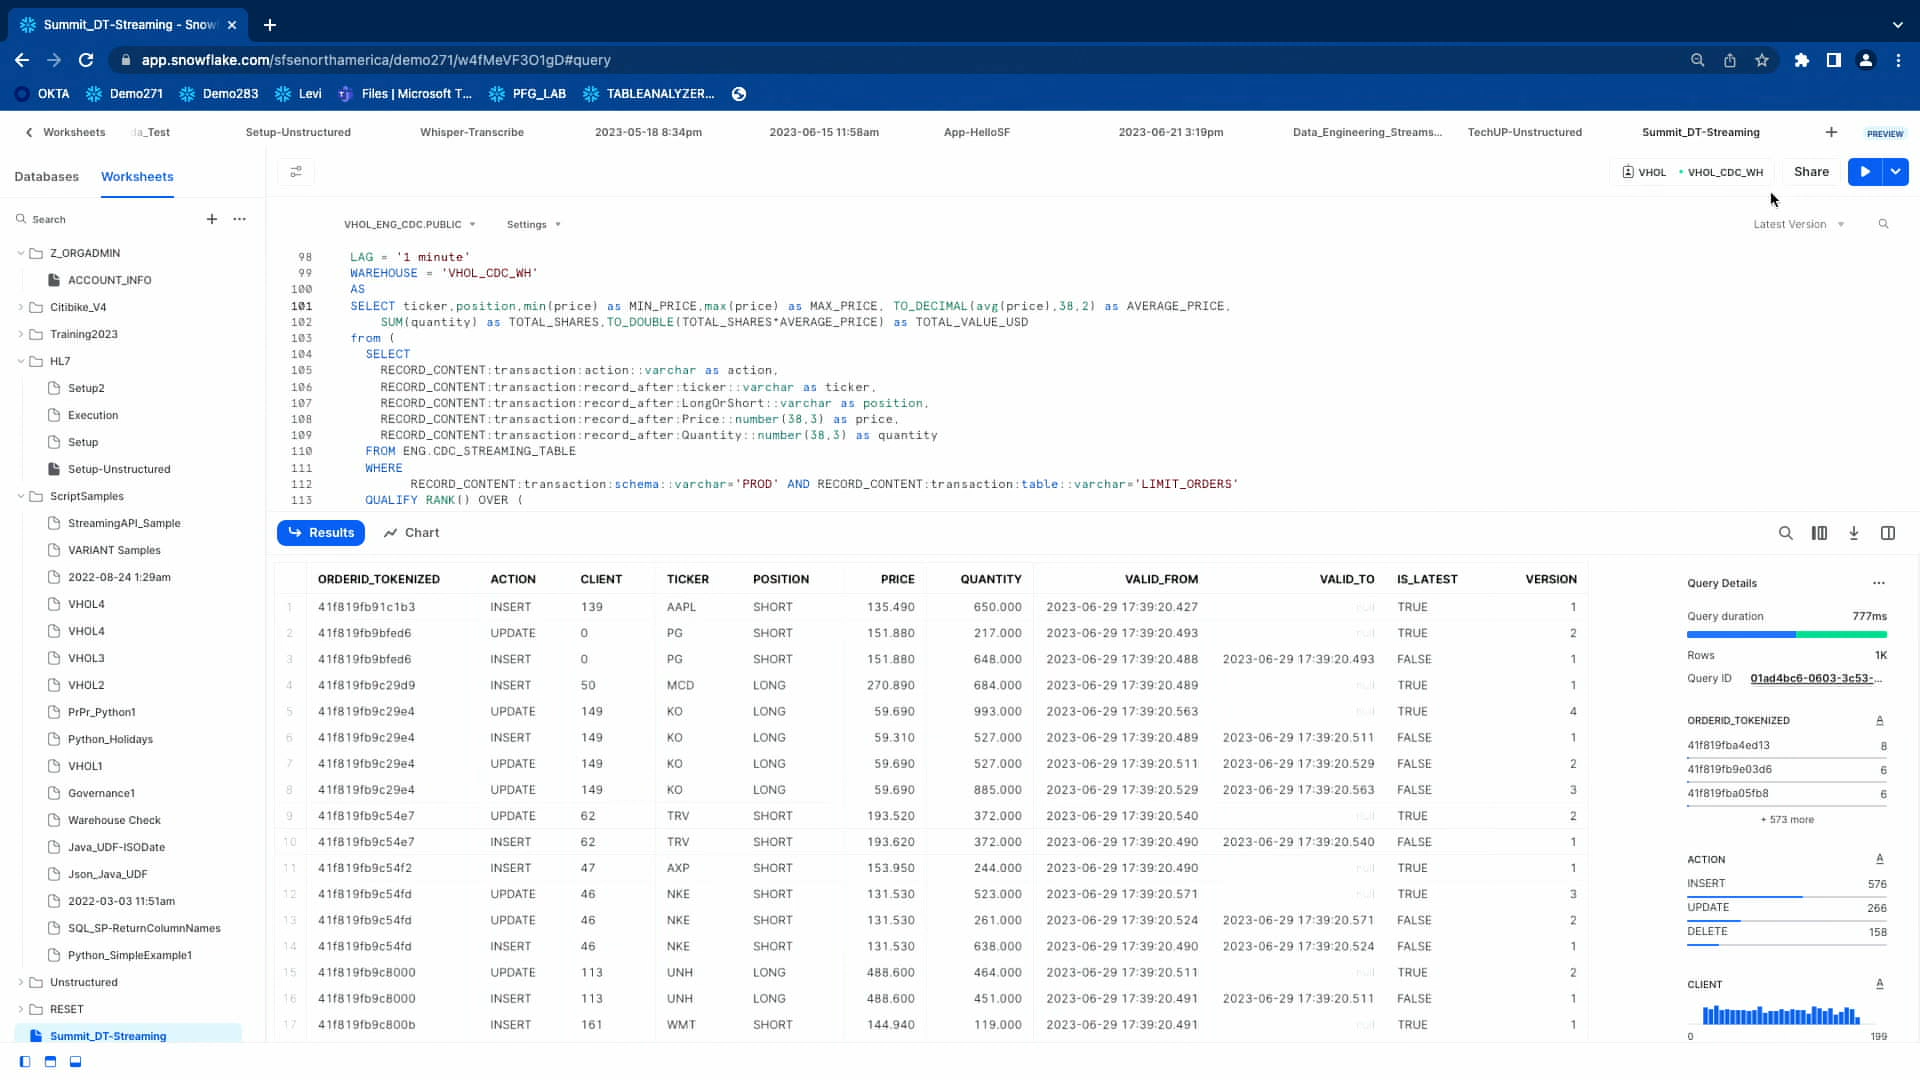 Summit_DT-Streaming - Snow
app.snowflake.com/sfsenorthamerica/demo271/w4fMeVF3O1gD#query
OKTA Demo271 Demo283 Levi Files | Microsoft T... PFG_LAB TABLEANALYZER...
Worksheets _Test Setup-Unstructured Whisper-Transcribe 2023-05-18 8:34pm 2023-06-15 11:58am App-HelloSF 2023-06-21 3:19pm Data_Engineering_Streams... TechUP-Unstructured Summit_DT-Streaming + PREVIEW
Databases Worksheets
VHOL VHOL_CDC_WH Share
Search
VHOL_ENG_CDC.PUBLIC Settings Latest Version
Z_ORGADMIN
ACCOUNT_INFO
Citibike_V4
Training2023
HL7
Setup2
Execution
Setup
Setup-Unstructured
ScriptSamples
StreamingAPI_Sample
VARIANT Samples
2022-08-24 1:29am
VHOL4
VHOL4
VHOL3
VHOL2
PrPr_Python1
Python_Holidays
VHOL1
Governance1
Warehouse Check
Java_UDF-ISODate
Json_Java_UDF
2022-03-03 11:51am
SQL_SP-ReturnColumnNames
Python_SimpleExample1
Unstructured
RESET
Summit_DT-Streaming
98 LAG = '1 minute'
99 WAREHOUSE = 'VHOL_CDC_WH'
100 AS
101 SELECT ticker,position,min(price) as MIN_PRICE,max(price) as MAX_PRICE, TO_DECIMAL(avg(price),38,2) as AVERAGE_PRICE,
102 SUM(quantity) as TOTAL_SHARES,TO_DOUBLE(TOTAL_SHARES*AVERAGE_PRICE) as TOTAL_VALUE_USD
103 from (
104 SELECT
105 RECORD_CONTENT:transaction:action::varchar as action,
106 RECORD_CONTENT:transaction:record_after:ticker::varchar as ticker,
107 RECORD_CONTENT:transaction:record_after:LongOrShort::varchar as position,
108 RECORD_CONTENT:transaction:record_after:Price::number(38,3) as price,
109 RECORD_CONTENT:transaction:record_after:Quantity::number(38,3) as quantity
110 FROM ENG.CDC_STREAMING_TABLE
111 WHERE
112 RECORD_CONTENT:transaction:schema::varchar='PROD' AND RECORD_CONTENT:transaction:table::varchar='LIMIT_ORDERS'
113 QUALIFY RANK() OVER (
Results Chart
ORDERID_TOKENIZED ACTION CLIENT TICKER POSITION PRICE QUANTITY VALID_FROM VALID_TO IS_LATEST VERSION
1 41f819fb91c1b3 INSERT 139 AAPL SHORT 135.490 650.000 2023-06-29 17:39:20.427 null TRUE 1
2 41f819fb9bfed6 UPDATE 0 PG SHORT 151.880 217.000 2023-06-29 17:39:20.493 null TRUE 2
3 41f819fb9bfed6 INSERT 0 PG SHORT 151.880 648.000 2023-06-29 17:39:20.488 2023-06-29 17:39:20.493 FALSE 1
4 41f819fb9c29d9 INSERT 50 MCD LONG 270.890 684.000 2023-06-29 17:39:20.489 null TRUE 1
5 41f819fb9c29e4 UPDATE 149 KO LONG 59.690 993.000 2023-06-29 17:39:20.563 null TRUE 4
6 41f819fb9c29e4 INSERT 149 KO LONG 59.310 527.000 2023-06-29 17:39:20.489 2023-06-29 17:39:20.511 FALSE 1
7 41f819fb9c29e4 UPDATE 149 KO LONG 59.690 527.000 2023-06-29 17:39:20.511 2023-06-29 17:39:20.529 FALSE 2
8 41f819fb9c29e4 UPDATE 149 KO LONG 59.690 885.000 2023-06-29 17:39:20.529 2023-06-29 17:39:20.563 FALSE 3
9 41f819fb9c54e7 UPDATE 62 TRV SHORT 193.520 372.000 2023-06-29 17:39:20.540 null TRUE 2
10 41f819fb9c54e7 INSERT 62 TRV SHORT 193.620 372.000 2023-06-29 17:39:20.490 2023-06-29 17:39:20.540 FALSE 1
11 41f819fb9c54f2 INSERT 47 AXP SHORT 153.950 244.000 2023-06-29 17:39:20.490 null TRUE 1
12 41f819fb9c54fd UPDATE 46 NKE SHORT 131.530 523.000 2023-06-29 17:39:20.571 null TRUE 3
13 41f819fb9c54fd UPDATE 46 NKE SHORT 131.530 261.000 2023-06-29 17:39:20.524 2023-06-29 17:39:20.571 FALSE 2
14 41f819fb9c54fd INSERT 46 NKE SHORT 131.530 638.000 2023-06-29 17:39:20.490 2023-06-29 17:39:20.524 FALSE 1
15 41f819fb9c8000 UPDATE 113 UNH LONG 488.600 464.000 2023-06-29 17:39:20.511 null TRUE 2
16 41f819fb9c8000 INSERT 113 UNH LONG 488.600 451.000 2023-06-29 17:39:20.491 2023-06-29 17:39:20.511 FALSE 1
17 41f819fb9c800b INSERT 161 WMT SHORT 144.940 119.000 2023-06-29 17:39:20.491 null TRUE 1
Query Details
Query duration 777ms
Rows 1K
Query ID 01ad4bc6-0603-3c53-...
ORDERID_TOKENIZED A
41f819fba4ed13 8
41f819fb9e03d6 6
41f819fba05fb8 6
+ 573 more
ACTION A
INSERT 576
UPDATE 266
DELETE 158
CLIENT A
0 199